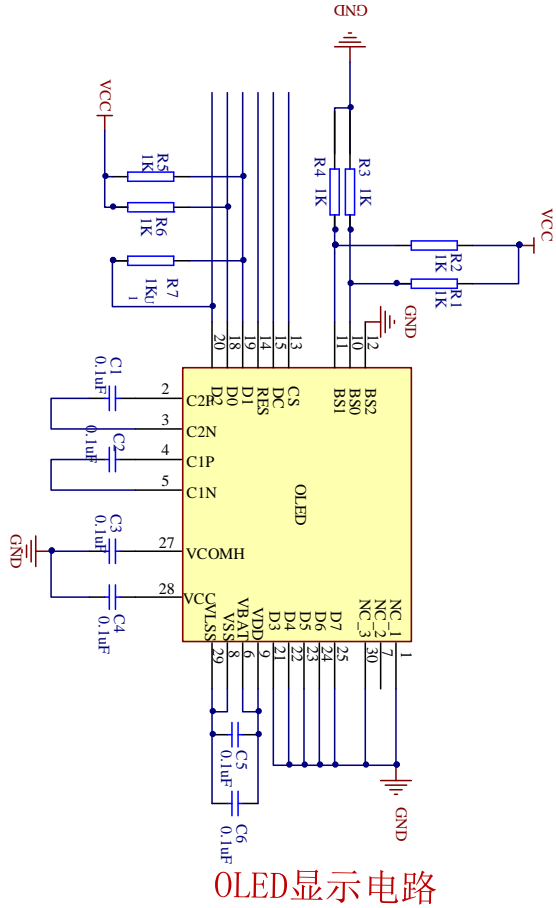 GND
VCC
R5
1K
R6
1K
R7
1K
U
1
R4 1K
R3 1K
VCC
R2
1K
R1
1K
GND
20
18
19
14
15
13
11
10
12
D2
D0
D1
RES
DC
CS
BS1
BS0
BS2
C1
0.1uF
2
C2P
3
C2N
C2
0.1uF
4
C1P
5
C1N
OLED
C3
0.1uF
27
VCOMH
GND
C4
0.1uF
28
VCC
VLSS
VSS
VBAT
VDD
D3
D4
D5
D6
D7
NC_3
NC_2
NC_1
29
8
6
9
21
22
23
24
25
30
7
1
C5
0.1uF
C6
0.1uF
GND
OLED显示电路